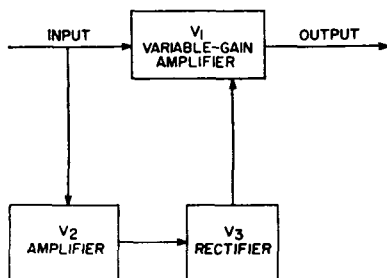 INPUT
V1
VARIABLE-GAIN
AMPLIFIER
OUTPUT
V2
AMPLIFIER
V3
RECTIFIER